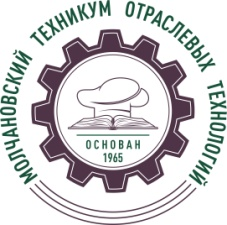 МОЛЧАНОВСКИЙ ТЕХНИКУМ ОТРАСЛЕВЫХ ТЕХНОЛОГИЙ
ОСНОВАН
1965